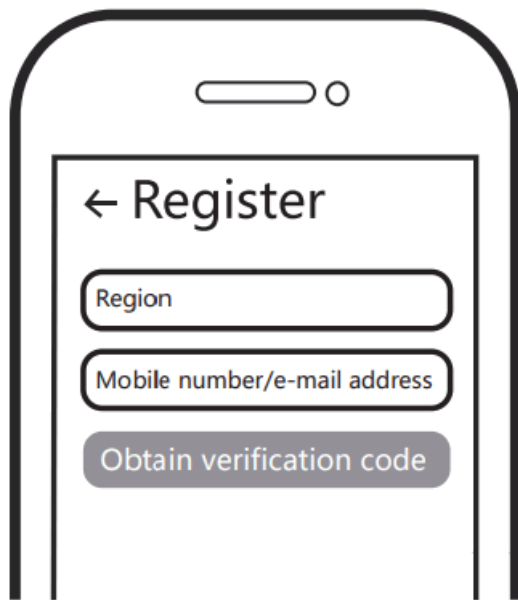 ← Register
Region
Mobile number/e-mail address
Obtain verification code